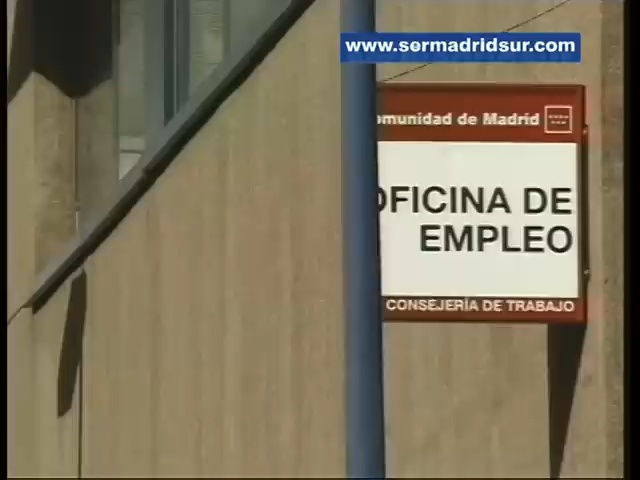 www.sermadridsur.com
omunidad de Madrid
OFICINA DE
EMPLEO
CONSEJERÍA DE TRABAJO